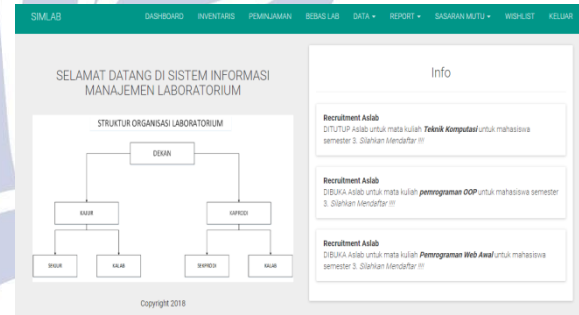 SIMLAB DASHBOARD INVENTARIS PEMINJAMAN BEBAS LAB DATA REPORT SASARAN MUTU WISHLIST KELUAR
SELAMAT DATANG DI SISTEM INFORMASI
MANAJEMEN LABORATORIUM
STRUKTUR ORGANISASI LABORATORIUM
DEKAN
KAJUR KAPRODI
SEKJUR KALAB SEKPRODI KALAB
Copyright 2018
Info
Recruitment Aslab
DITUTUP Aslab untuk mata kuliah Teknik Komputasi untuk mahasiswa
semester 3. Silahkan Mendaftar !!!
Recruitment Aslab
DIBUKA Aslab untuk mata kuliah pemrograman OOP untuk mahasiswa semester
3. Silahkan Mendaftar !!!
Recruitment Aslab
DIBUKA Aslab untuk mata kuliah Pemrograman Web Awal untuk mahasiswa
semester 3. Silahkan Mendaftar !!!